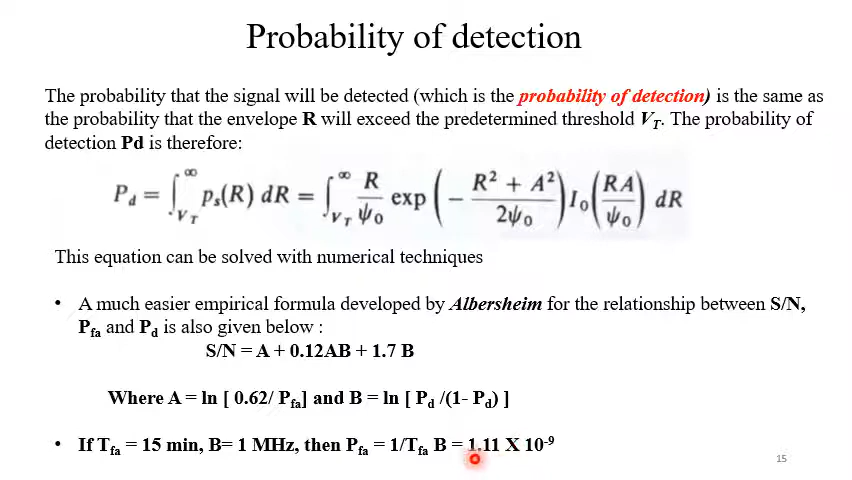 Probability of detection
The probability that the signal will be detected (which is the probability of detection) is the same as
the probability that the envelope R will exceed the predetermined threshold V_T. The probability of
detection Pd is therefore:
P_d = ∫_{V_T}^{∞} p_s(R) dR = ∫_{V_T}^{∞} R/ψ_0 exp(− (R² + A²)/(2ψ_0)) I_0(RA/ψ_0) dR
This equation can be solved with numerical techniques
• A much easier empirical formula developed by Albersheim for the relationship between S/N,
P_fa and P_d is also given below :
S/N = A + 0.12AB + 1.7 B
Where A = ln [ 0.62/ P_fa] and B = ln [ P_d /(1- P_d) ]
• If T_fa = 15 min, B= 1 MHz, then P_fa = 1/T_fa B = 1.11 X 10⁻⁹
15